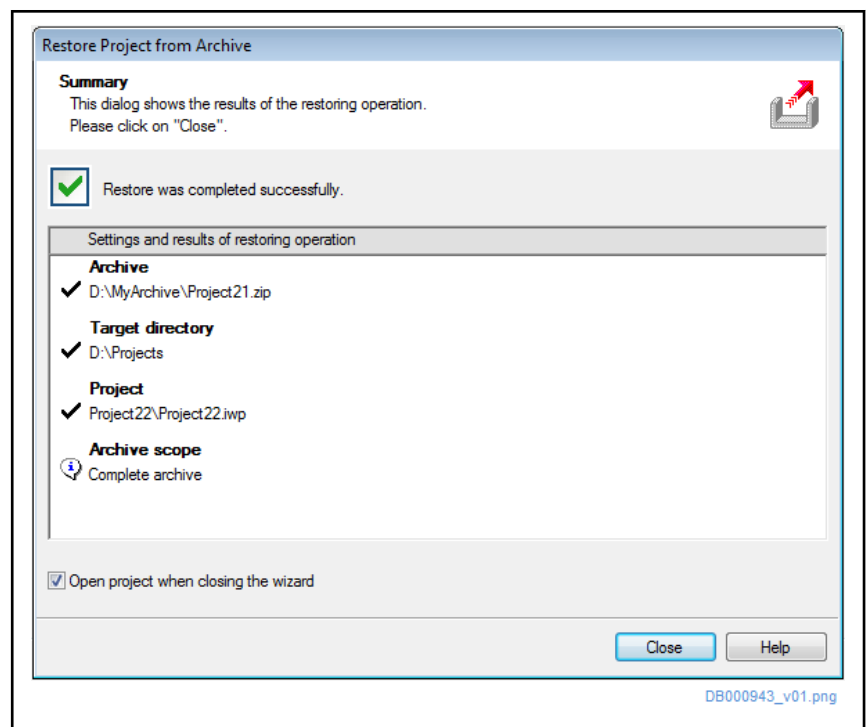 Restore Project from Archive
Summary
This dialog shows the results of the restoring operation.
Please click on "Close".
Restore was completed successfully.
Settings and results of restoring operation
Archive
D:\MyArchive\Project21.zip
Target directory
D:\Projects
Project
Project22\Project22.iwp
Archive scope
Complete archive
Open project when closing the wizard
Close Help
DB000943_v01.png